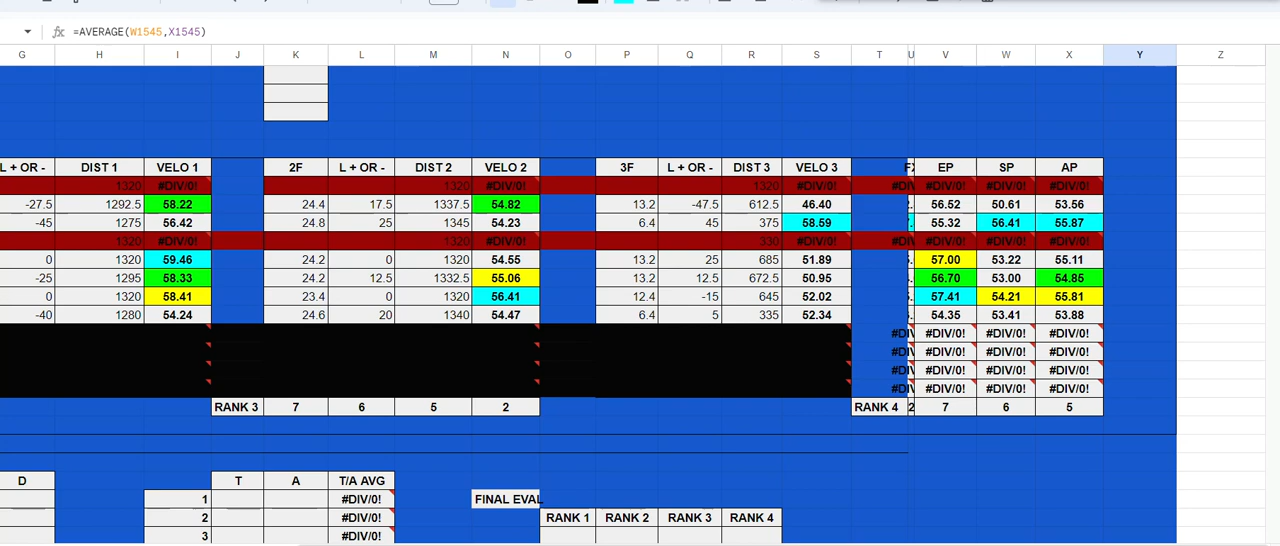 =AVERAGE(W1545,X1545)
G H I J K L M N O P Q R S T U V W X Y Z
L + OR - DIST 1 VELO 1 2F L + OR - DIST 2 VELO 2 3F L + OR - DIST 3 VELO 3 EP SP AP
1320 #DIV/0! 1320 #DIV/0! 1320 #DIV/0! #DIV/0! #DIV/0! #DIV/0!
-27.5 1292.5 58.22 24.4 17.5 1337.5 54.82 13.2 -47.5 612.5 46.40 56.52 50.61 53.56
-45 1275 56.42 24.8 25 1345 54.23 6.4 45 375 58.59 55.32 56.41 55.87
1320 #DIV/0! 1320 #DIV/0! 330 #DIV/0! #DIV/0! #DIV/0! #DIV/0!
0 1320 59.46 24.2 0 1320 54.55 13.2 25 685 51.89 57.00 53.22 55.11
-25 1295 58.33 24.2 12.5 1332.5 55.06 13.2 12.5 672.5 50.95 56.70 53.00 54.85
0 1320 58.41 23.4 0 1320 56.41 12.4 -15 645 52.02 57.41 54.21 55.81
-40 1280 54.24 24.6 20 1340 54.47 6.4 5 335 52.34 54.35 53.41 53.88
#DIV #DIV/0! #DIV/0! #DIV/0!
#DIV #DIV/0! #DIV/0! #DIV/0!
#DIV #DIV/0! #DIV/0! #DIV/0!
#DIV #DIV/0! #DIV/0! #DIV/0!
RANK 3 7 6 5 2 RANK 4 2 7 6 5
D T A T/A AVG
1 #DIV/0! FINAL EVAL
2 #DIV/0! RANK 1 RANK 2 RANK 3 RANK 4
3 #DIV/0!